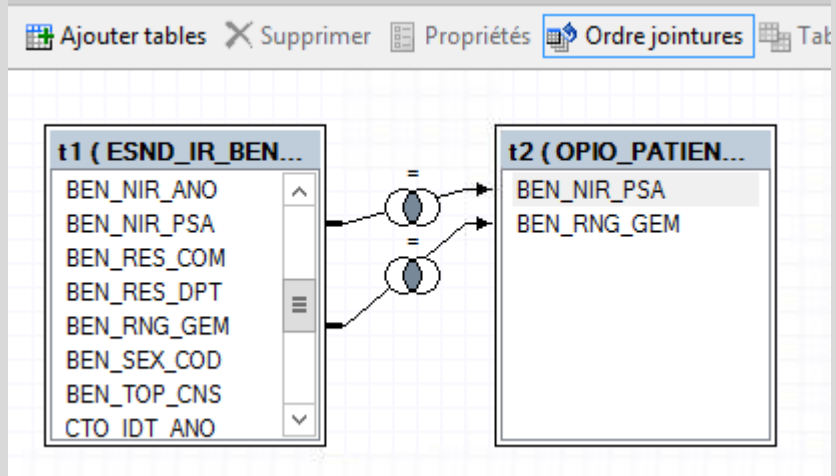 Ajouter tables Supprimer Propriétés Ordre jointures Tab
t1 ( ESND_IR_BEN...
BEN_NIR_ANO
BEN_NIR_PSA
BEN_RES_COM
BEN_RES_DPT
BEN_RNG_GEM
BEN_SEX_COD
BEN_TOP_CNS
CTO_IDT_ANO
=
=
t2 ( OPIO_PATIEN...
BEN_NIR_PSA
BEN_RNG_GEM